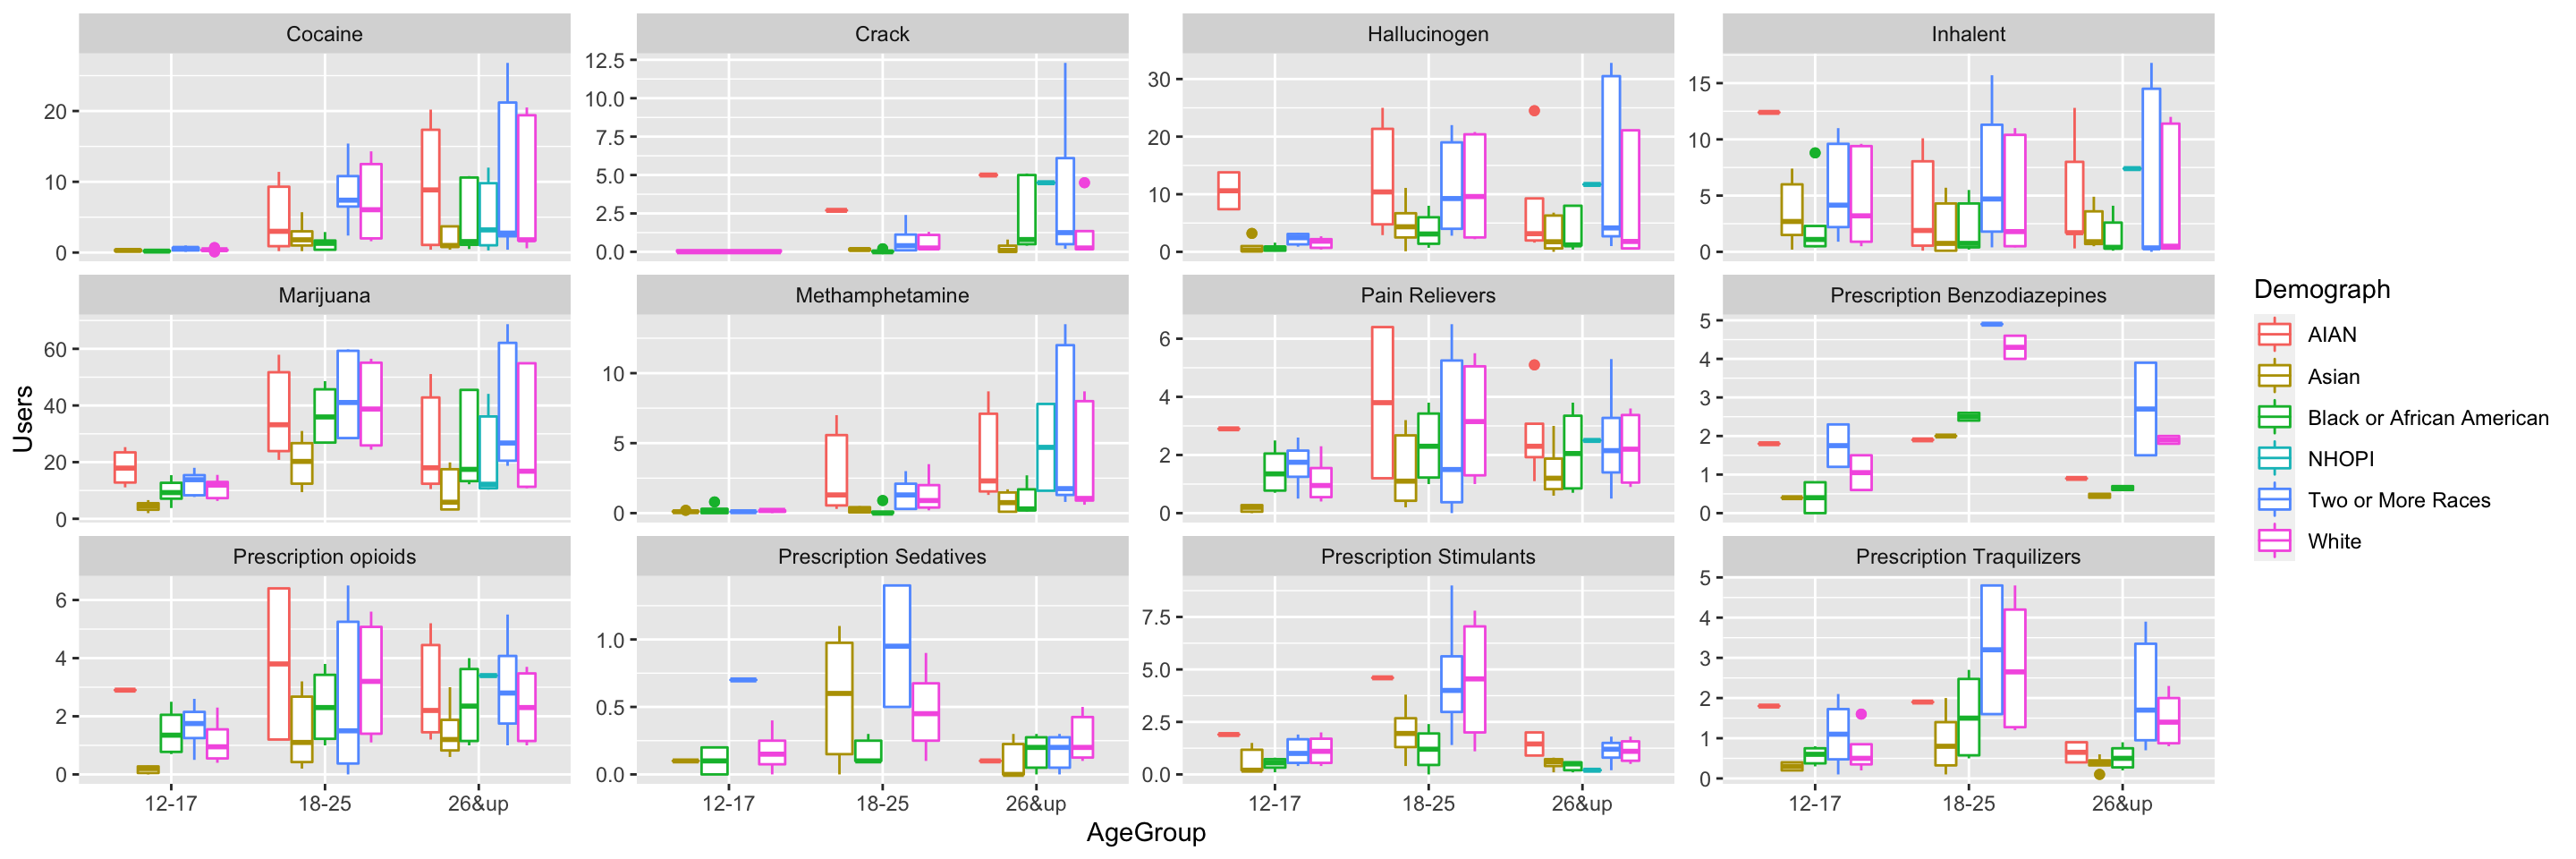 Cocaine
Crack
Hallucinogen
Inhalent
20
10
0
12.5
10.0
7.5
5.0
2.5
0.0
30
20
10
0
15
10
5
0
Marijuana
Methamphetamine
Pain Relievers
Prescription Benzodiazepines
60
40
20
0
10
5
0
6
4
2
0
5
4
3
2
1
0
Prescription opioids
Prescription Sedatives
Prescription Stimulants
Prescription Traquilizers
6
4
2
0
1.0
0.5
0.0
7.5
5.0
2.5
0.0
5
4
3
2
1
0
12-17 18-25 26&up
12-17 18-25 26&up
12-17 18-25 26&up
12-17 18-25 26&up
Users
AgeGroup
Demograph
AIAN
Asian
Black or African American
NHOPI
Two or More Races
White